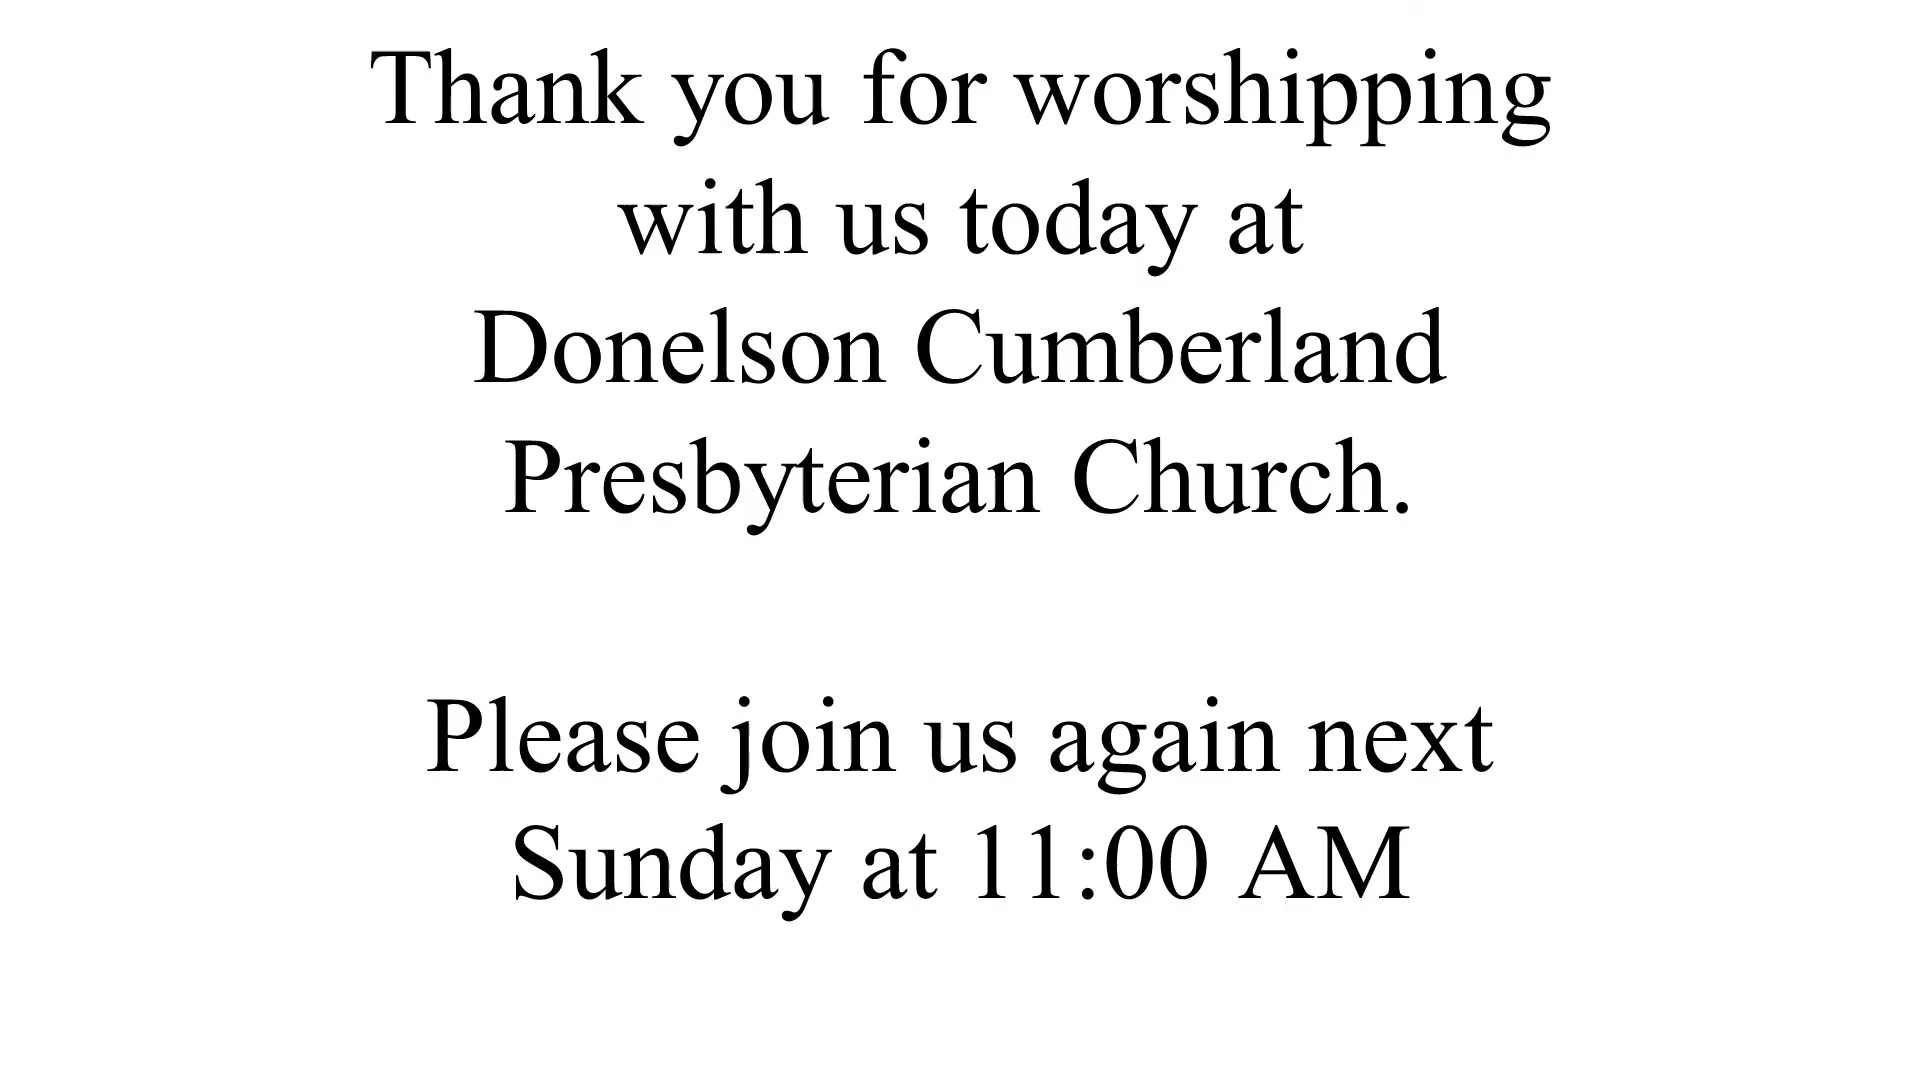 Thank you for worshipping
with us today at
Donelson Cumberland
Presbyterian Church.
Please join us again next
Sunday at 11:00 AM